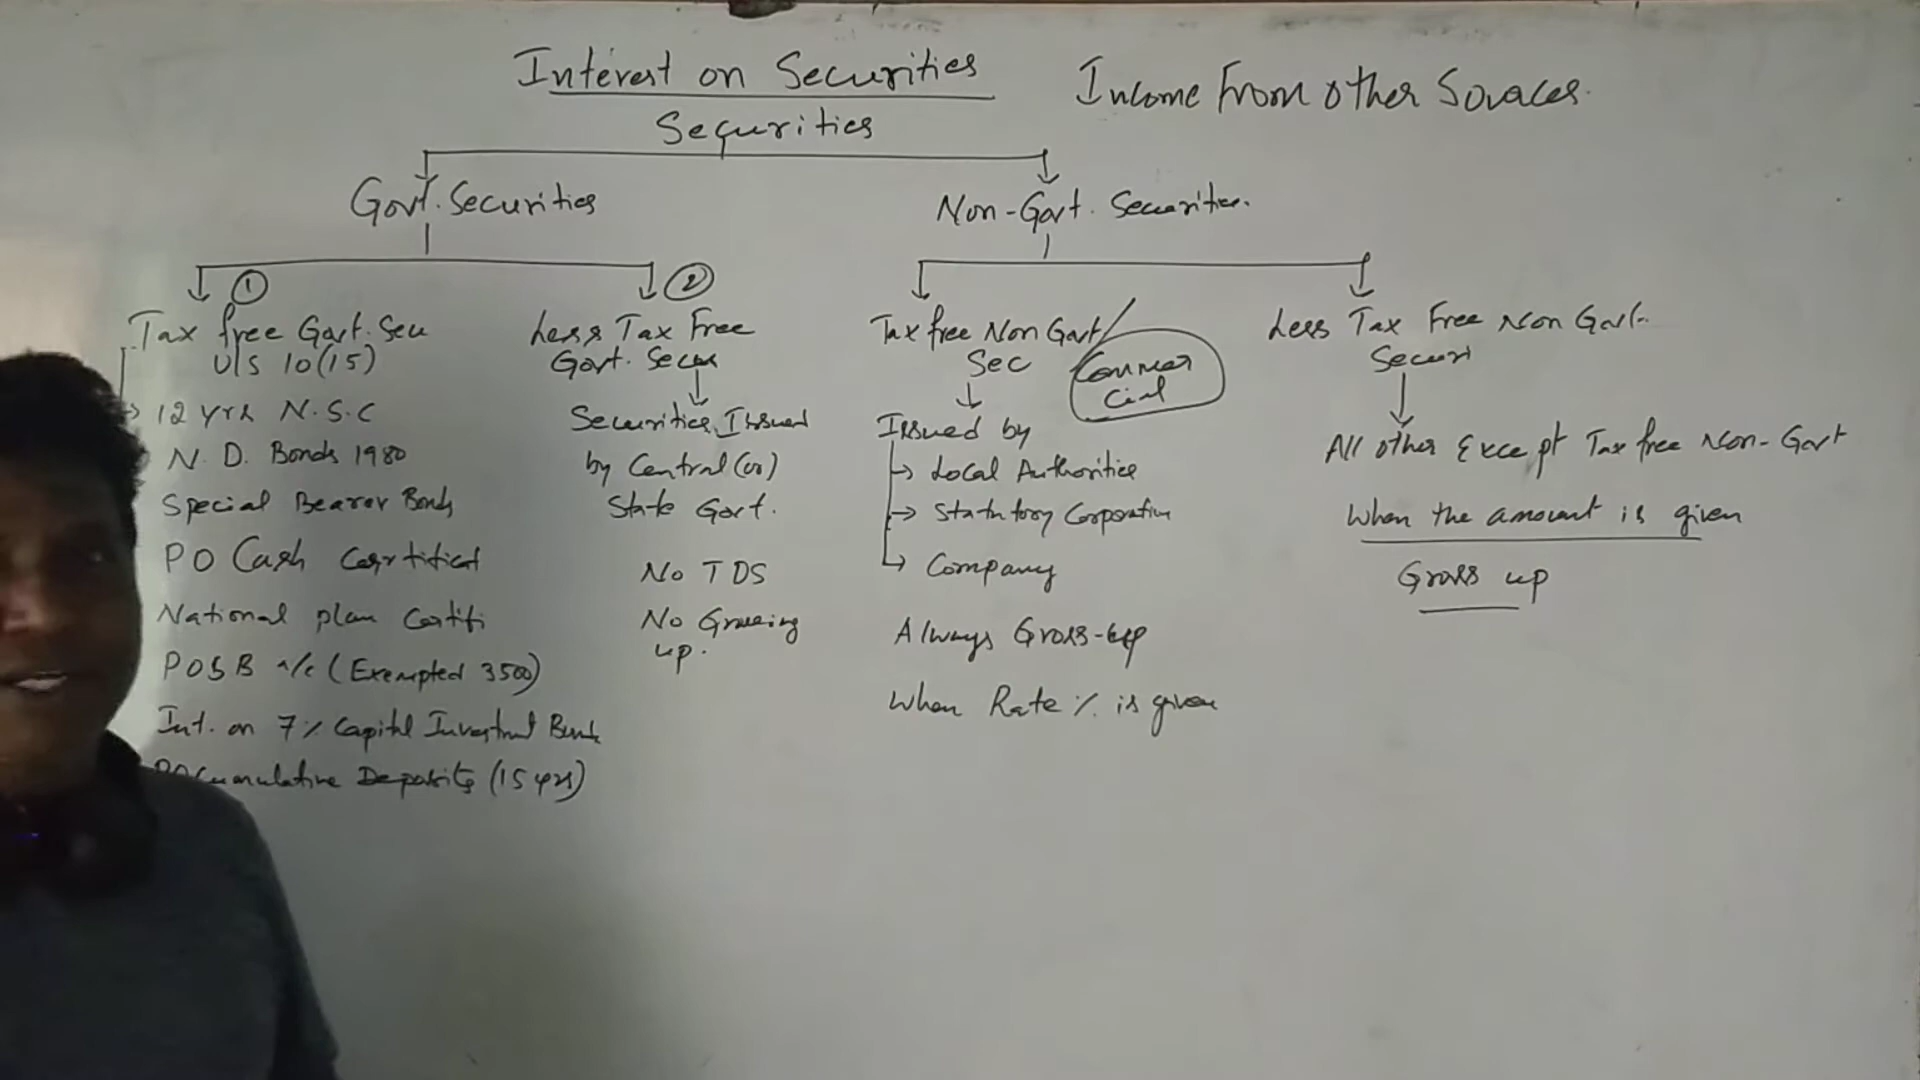 Interest on Securities
Income From other Sources.
Securities
Govt. Securities
Non-Govt. Securities.
①
Tax free Govt. Sec
U/S 10(15)
12 yrs N.S.C
N. D. Bonds 1980
Special Bearer Bonds
PO Cash Certificat
National plan Certifi
POSB a/c (Exempted 3500)
Int. on 7% Capital Investment Bonds
PO Cumulative Deposits (15 yrs)
②
Less Tax Free
Govt. Secur
Securities Issued
by Central (or)
State Govt.
No TDS
No Grossing
up.
Tax free Non Govt
Sec
Commer
cial
Issued by
Local Authorities
Statutory Corporation
Company
Always Gross-up
When Rate % is given
Less Tax Free Non Govt.
Securi
All other Except Tax free Non-Govt
When the amount is given
Gross up